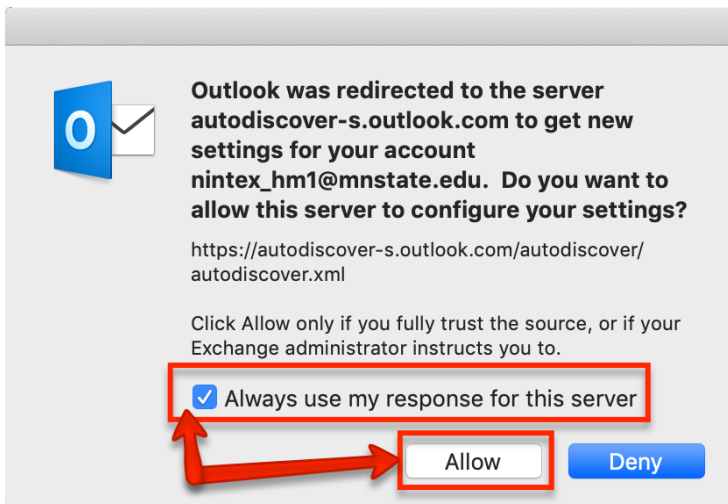 Outlook was redirected to the server
autodiscover-s.outlook.com to get new
settings for your account
nintex_hm1@mnstate.edu.  Do you want to
allow this server to configure your settings?
https://autodiscover-s.outlook.com/autodiscover/
autodiscover.xml
Click Allow only if you fully trust the source, or if your
Exchange administrator instructs you to.
Always use my response for this server
Allow Deny